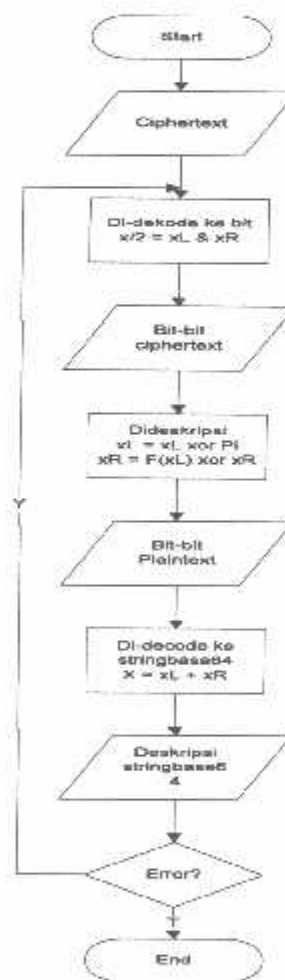 Start
Ciphertext
Di-dekode ke bit
x/2 = xL & xR
Bit-bit
ciphertext
Dideskripsi
xL = xL xor Pi
xR = F(xL) xor xR
Bit-bit
Plaintext
Di-decode ke
stringbase64
X = xL + xR
Deskripsi
stringbase6
4
Y
Error?
End